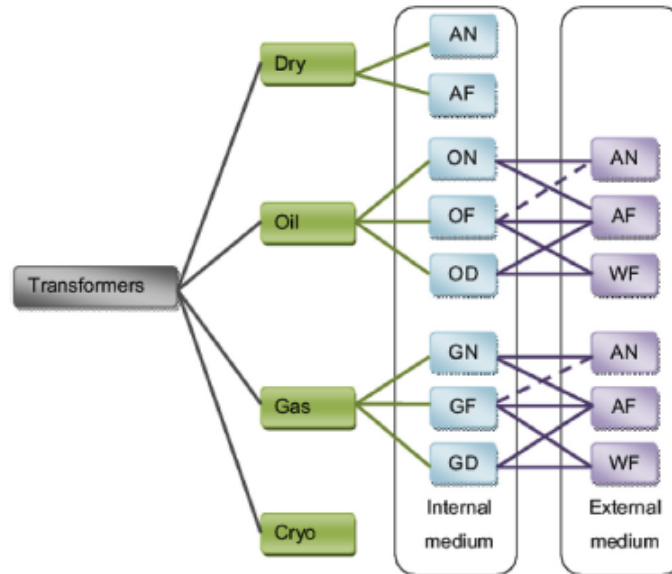 AN
Dry
AF
ON
AN
Oil
OF
AF
OD
WF
Transformers
GN
AN
Gas
GF
AF
GD
WF
Internal
medium
External
medium
Cryo